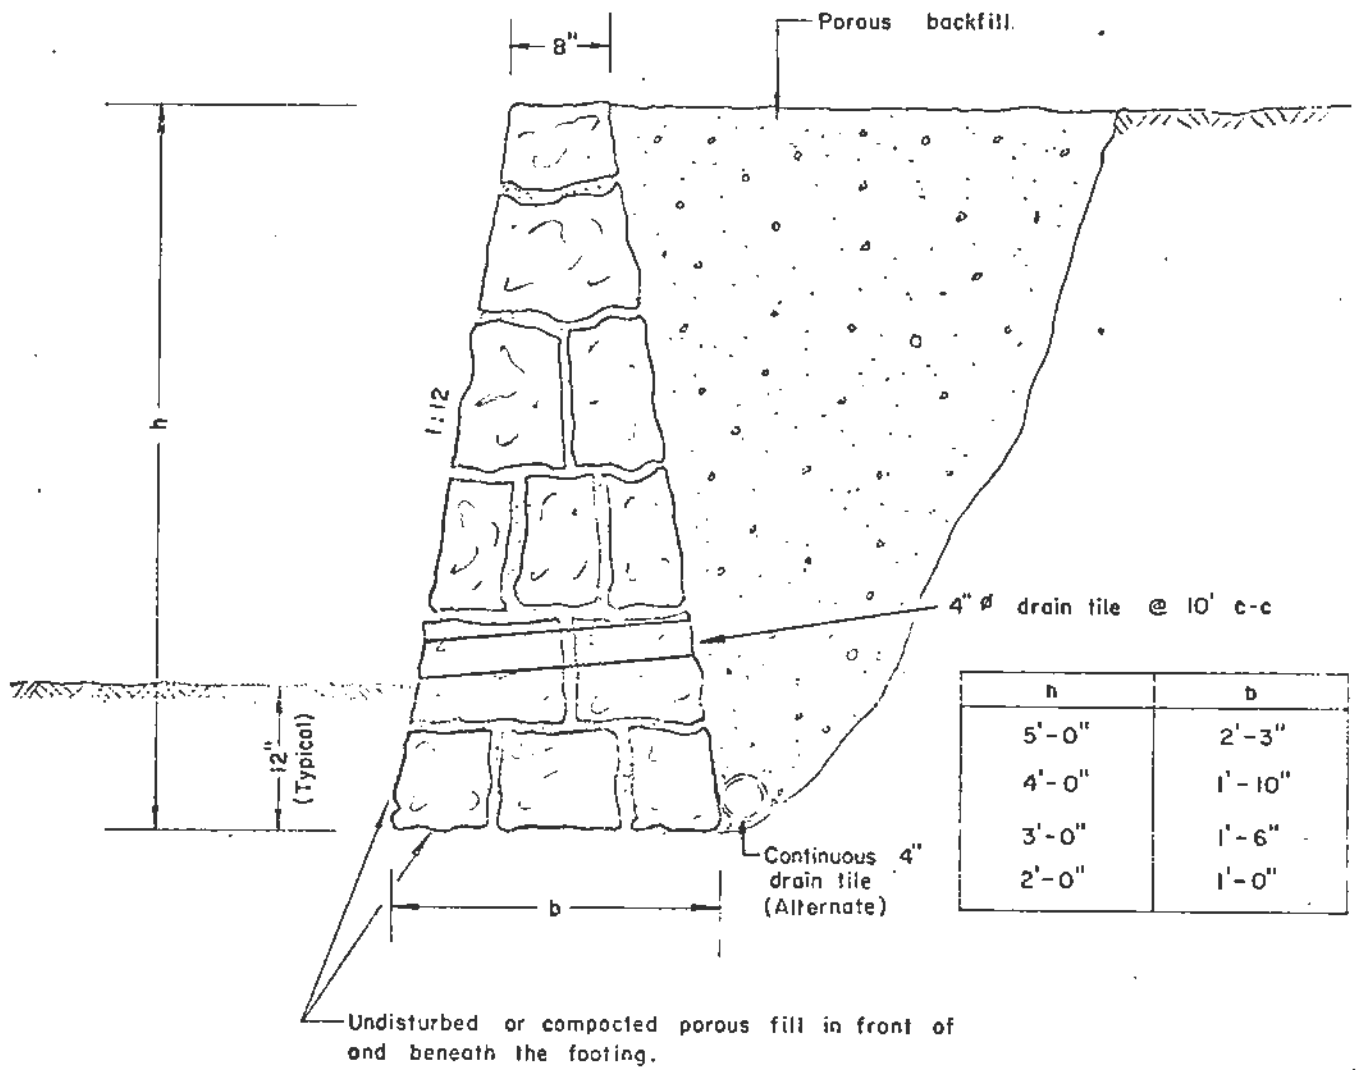 Porous backfill.
8"
h
1:12
4" Ø drain tile @ 10' c-c
12"
(Typical)
h b
5'-0" 2'-3"
4'-0" 1'-10"
3'-0" 1'-6"
2'-0" 1'-0"
Continuous 4"
drain tile
(Alternate)
b
Undisturbed or compacted porous fill in front of
and beneath the footing.